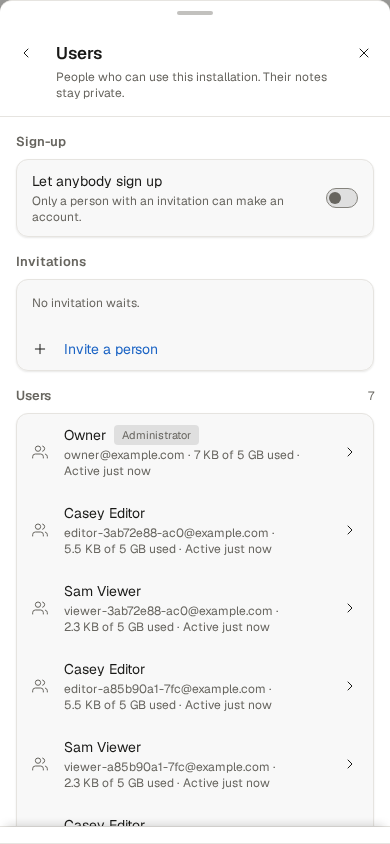 Users
People who can use this installation. Their notes
stay private.
Sign-up
Let anybody sign up
Only a person with an invitation can make an
account.
Invitations
No invitation waits.
Invite a person
Users 7
Owner Administrator
owner@example.com · 7 KB of 5 GB used ·
Active just now
Casey Editor
editor-3ab72e88-ac0@example.com ·
5.5 KB of 5 GB used · Active just now
Sam Viewer
viewer-3ab72e88-ac0@example.com ·
2.3 KB of 5 GB used · Active just now
Casey Editor
editor-a85b90a1-7fc@example.com ·
5.5 KB of 5 GB used · Active just now
Sam Viewer
viewer-a85b90a1-7fc@example.com ·
2.3 KB of 5 GB used · Active just now
Casey Editor